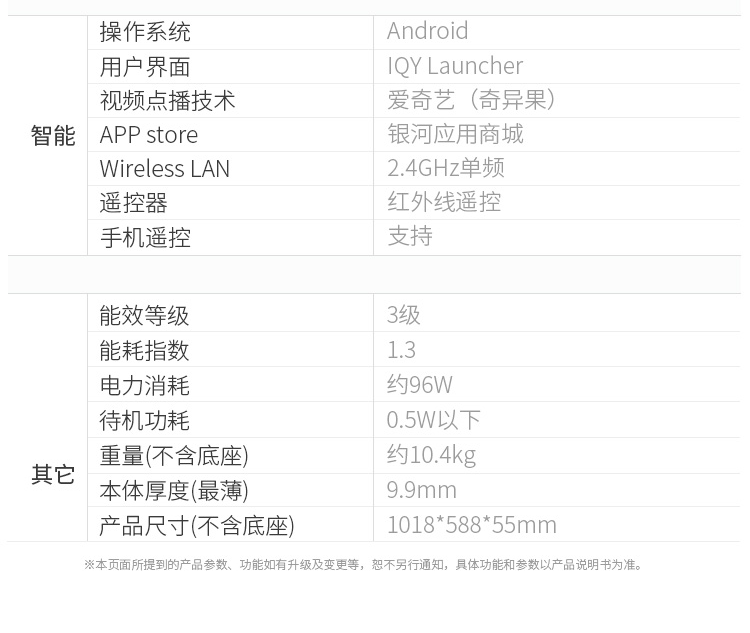 操作系统 Android
用户界面 IQY Launcher
视频点播技术 爱奇艺（奇异果）
智能 APP store 银河应用商城
Wireless LAN 2.4GHz单频
遥控器 红外线遥控
手机遥控 支持
能效等级 3级
能耗指数 1.3
电力消耗 约96W
待机功耗 0.5W以下
重量(不含底座) 约10.4kg
其它
本体厚度(最薄) 9.9mm
产品尺寸(不含底座) 1018*588*55mm
※本页面所提到的产品参数、功能如有升级及变更等，恕不另行通知，具体功能和参数以产品说明书为准。